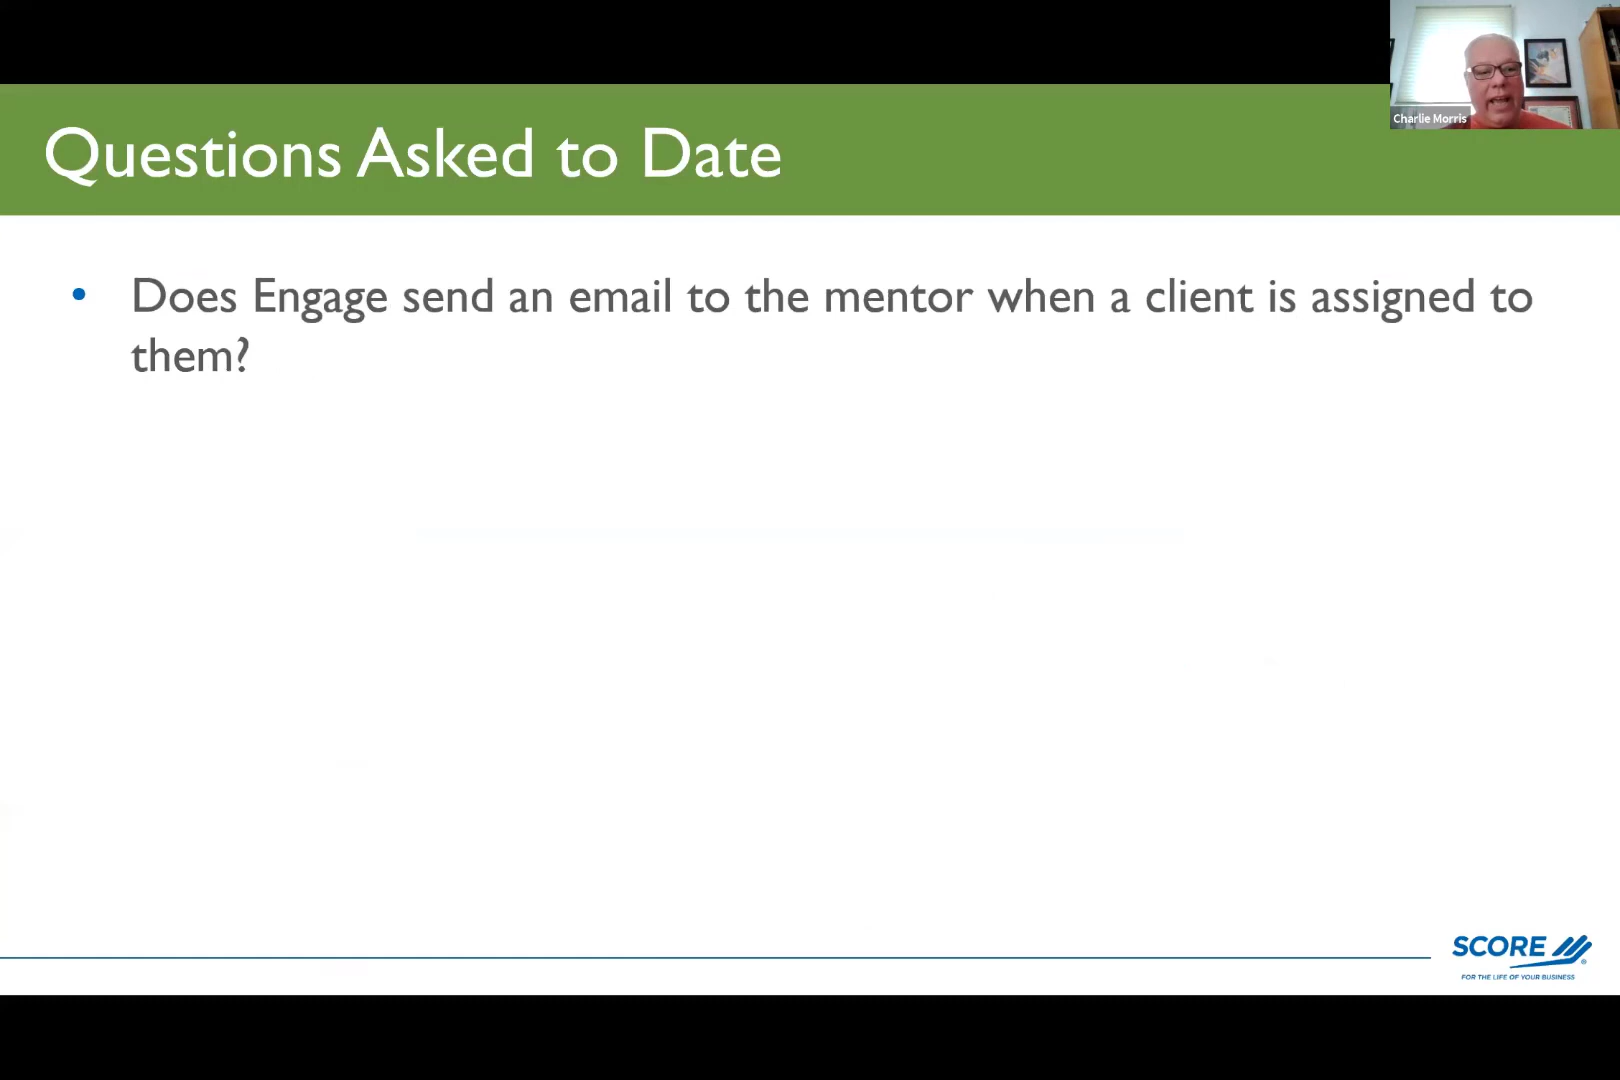 Charlie Morris
Questions Asked to Date
• Does Engage send an email to the mentor when a client is assigned to
them?
SCORE
FOR THE LIFE OF YOUR BUSINESS